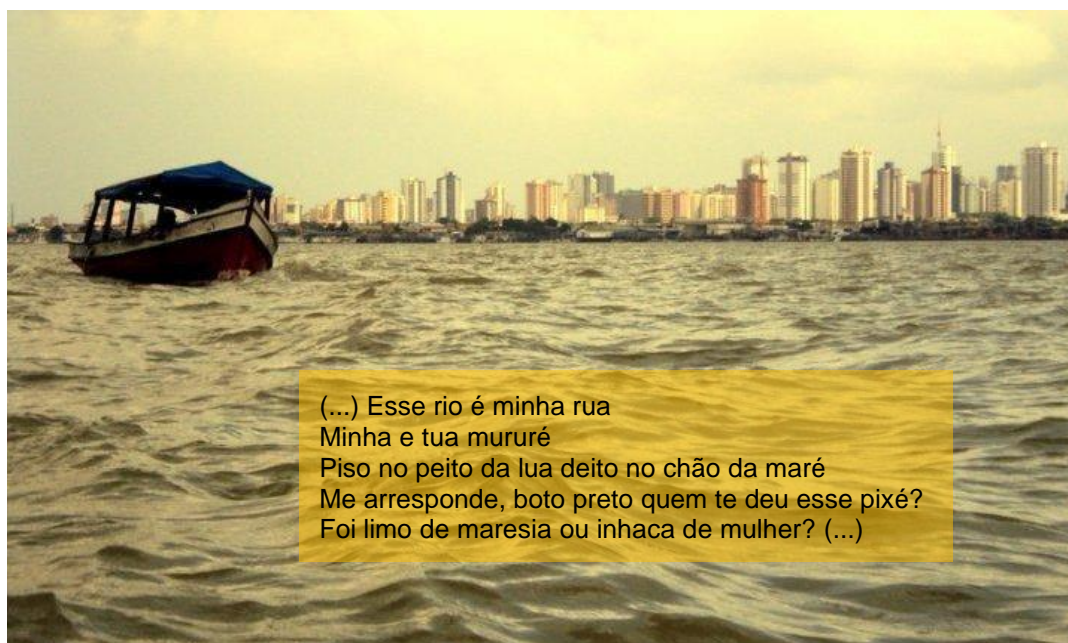 (...) Esse rio é minha rua
Minha e tua mururé
Piso no peito da lua deito no chão da maré
Me arresponde, boto preto quem te deu esse pixé?
Foi limo de maresia ou inhaca de mulher? (...)